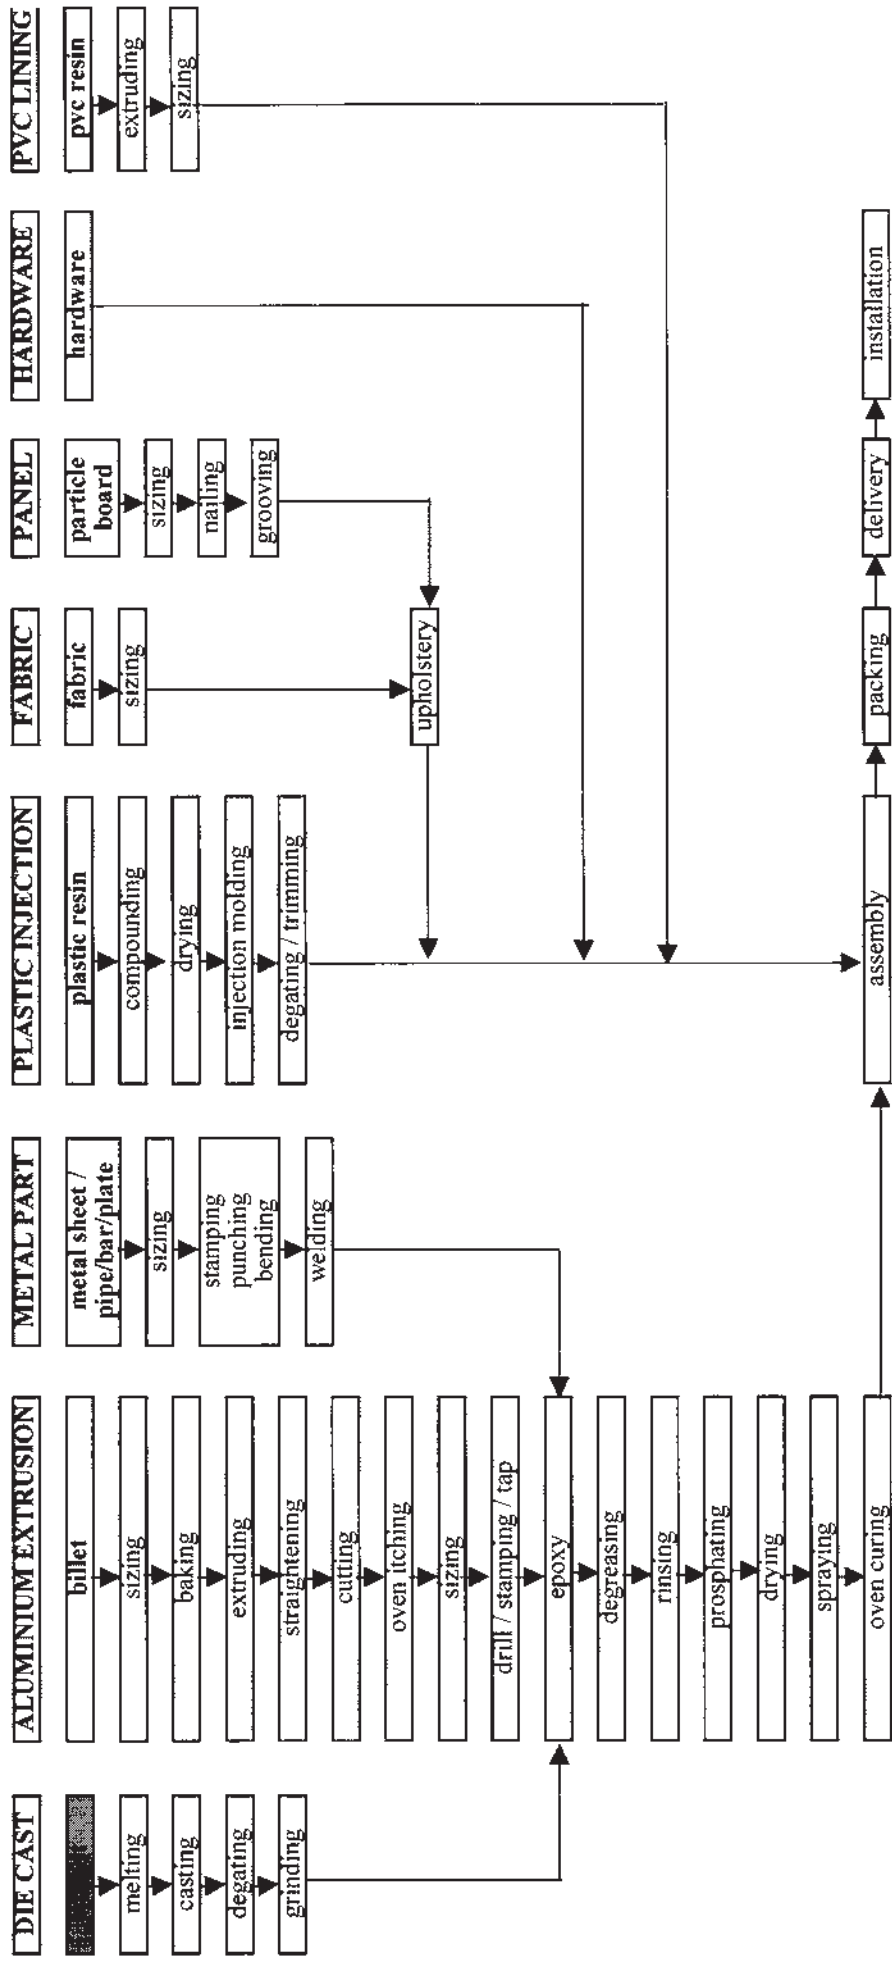 DIE CAST
melting
casting
degating
grinding
ALUMINIUM EXTRUSION
billet
sizing
baking
extruding
straightening
cutting
oven itching
sizing
drill / stamping / tap
epoxy
degreasing
rinsing
prosphating
drying
spraying
oven curing
METAL PART
metal sheet /
pipe/bar/plate
sizing
stamping
punching
bending
welding
PLASTIC INJECTION
plastic resin
compounding
drying
injection molding
degating / trimming
FABRIC
fabric
sizing
upholstery
PANEL
particle
board
sizing
nailing
grooving
HARDWARE
hardware
PVC LINING
pvc resin
extruding
sizing
assembly
packing
delivery
installation